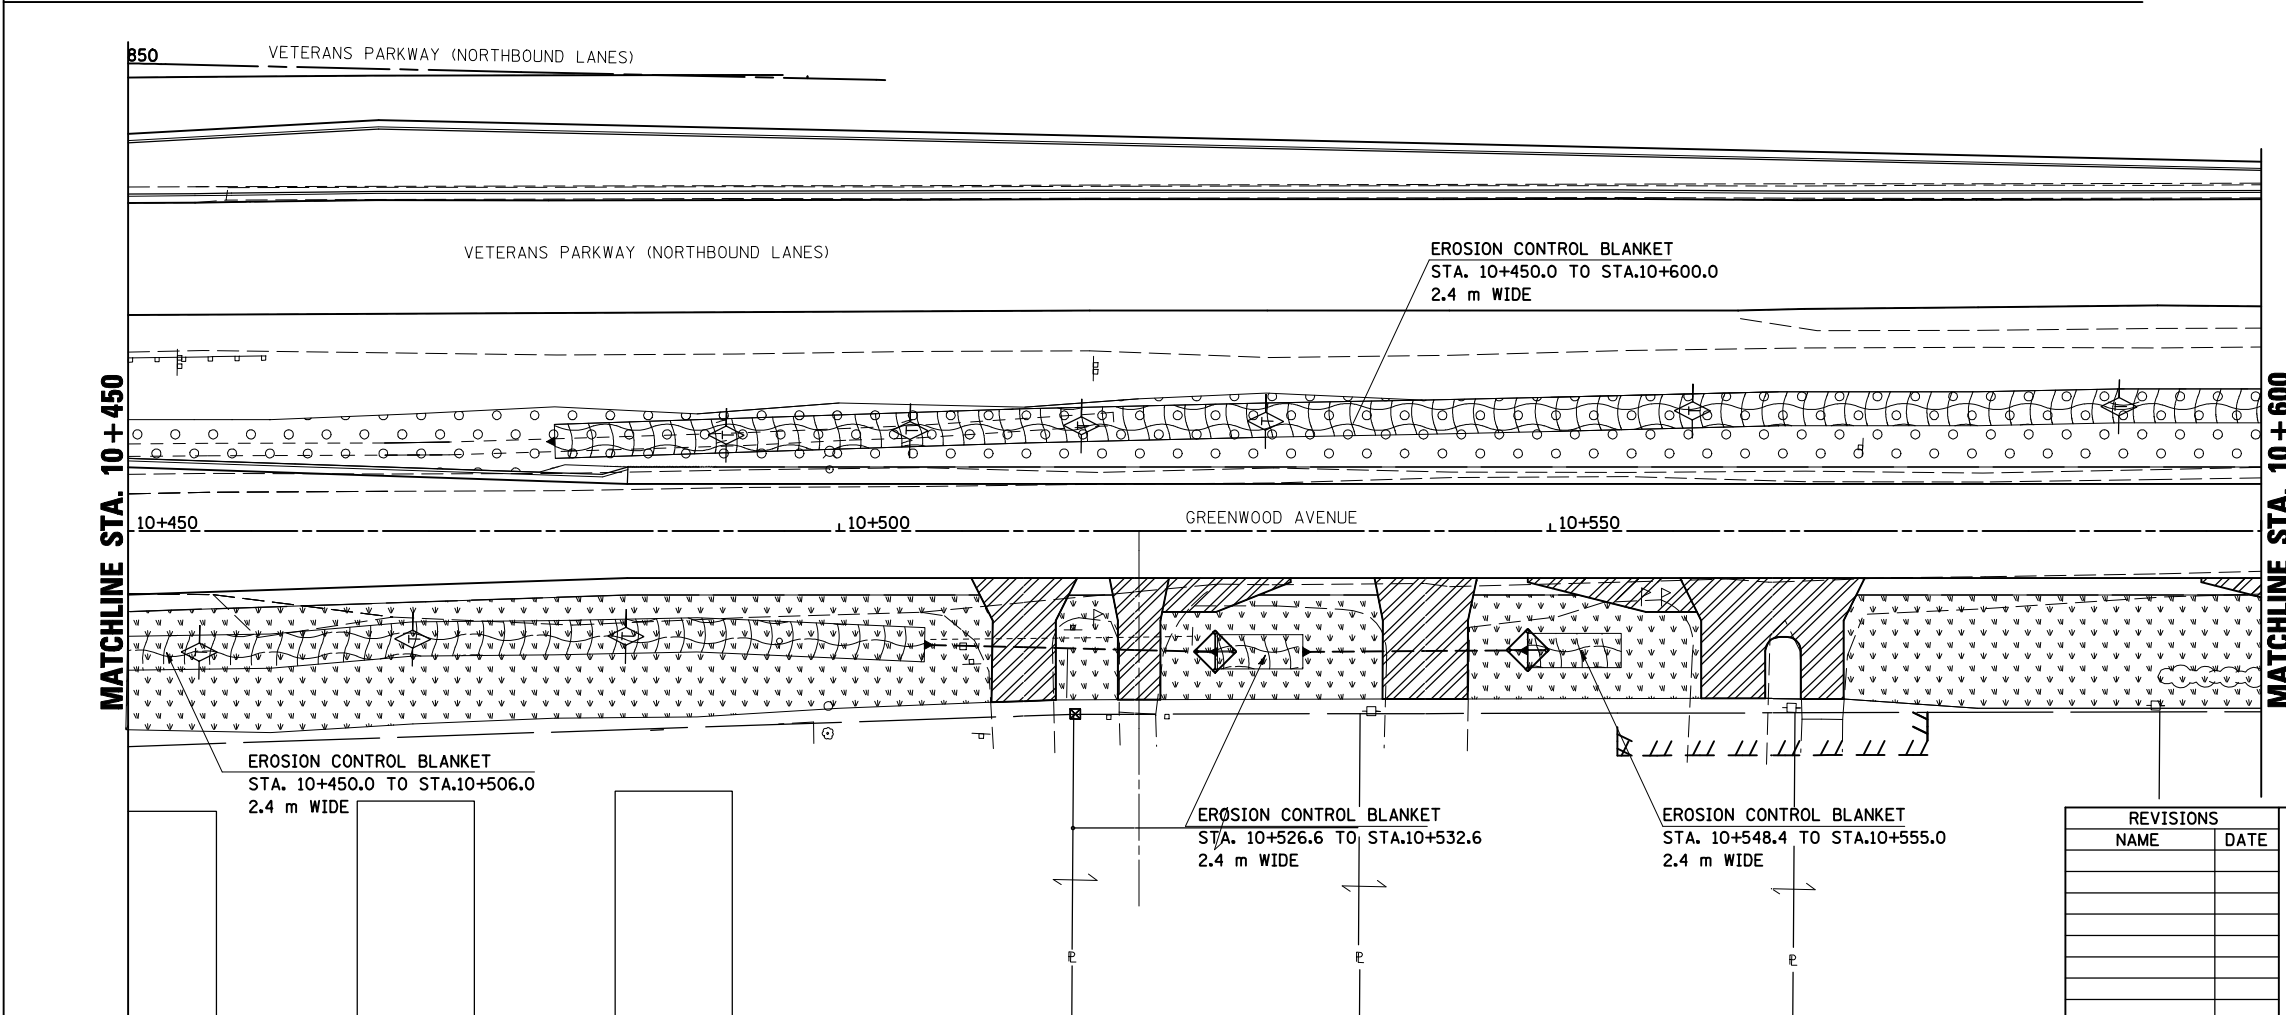 850
VETERANS PARKWAY (NORTHBOUND LANES)
VETERANS PARKWAY (NORTHBOUND LANES)
EROSION CONTROL BLANKET
STA. 10+450.0 TO STA.10+600.0
2.4 m WIDE
MATCHLINE STA. 10+450
MATCHLINE STA. 10+600
10+450
10+500
GREENWOOD AVENUE
10+550
EROSION CONTROL BLANKET
STA. 10+450.0 TO STA.10+506.0
2.4 m WIDE
EROSION CONTROL BLANKET
STA. 10+526.6 TO STA.10+532.6
2.4 m WIDE
EROSION CONTROL BLANKET
STA. 10+548.4 TO STA.10+555.0
2.4 m WIDE
REVISIONS
NAME DATE
PL
PL
PL